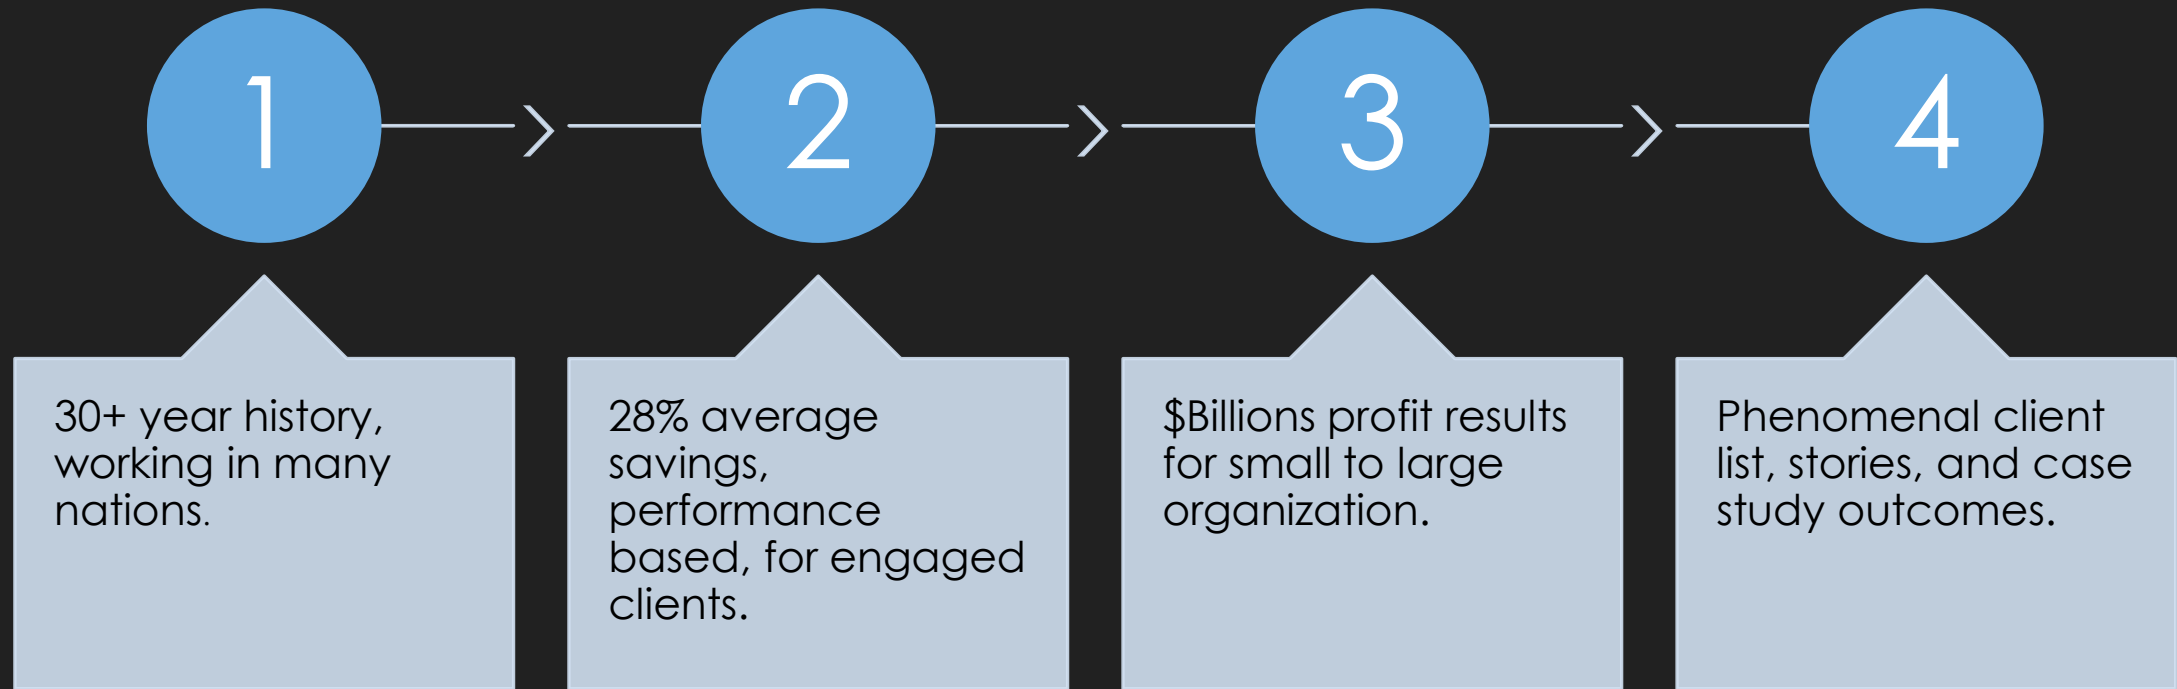 1
2
3
4
30+ year history,
working in many
nations.
28% average
savings,
performance
based, for engaged
clients.
$Billions profit results
for small to large
organization.
Phenomenal client
list, stories, and case
study outcomes.